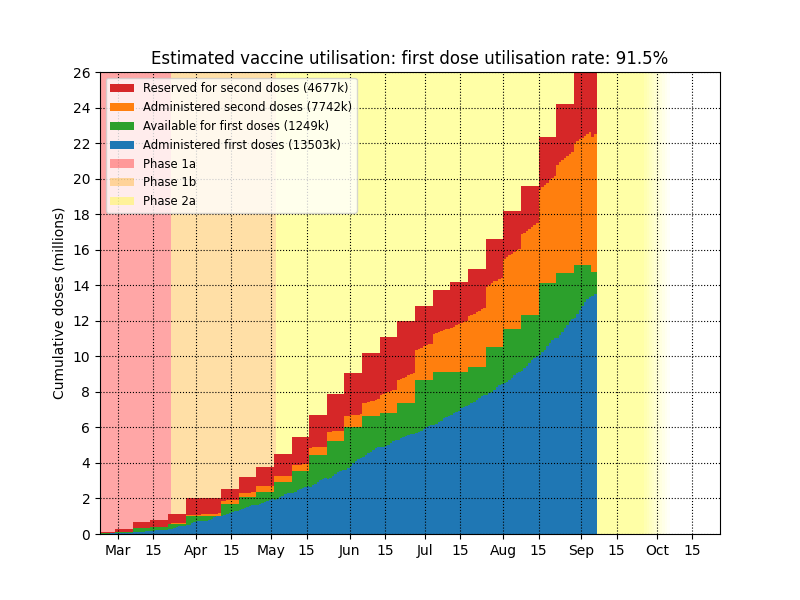 Estimated vaccine utilisation: first dose utilisation rate: 91.5%
Cumulative doses (millions)
26
24
22
20
18
16
14
12
10
8
6
4
2
0
Reserved for second doses (4677k)
Administered second doses (7742k)
Available for first doses (1249k)
Administered first doses (13503k)
Phase 1a
Phase 1b
Phase 2a
Mar 15 Apr 15 May 15 Jun 15 Jul 15 Aug 15 Sep 15 Oct 15